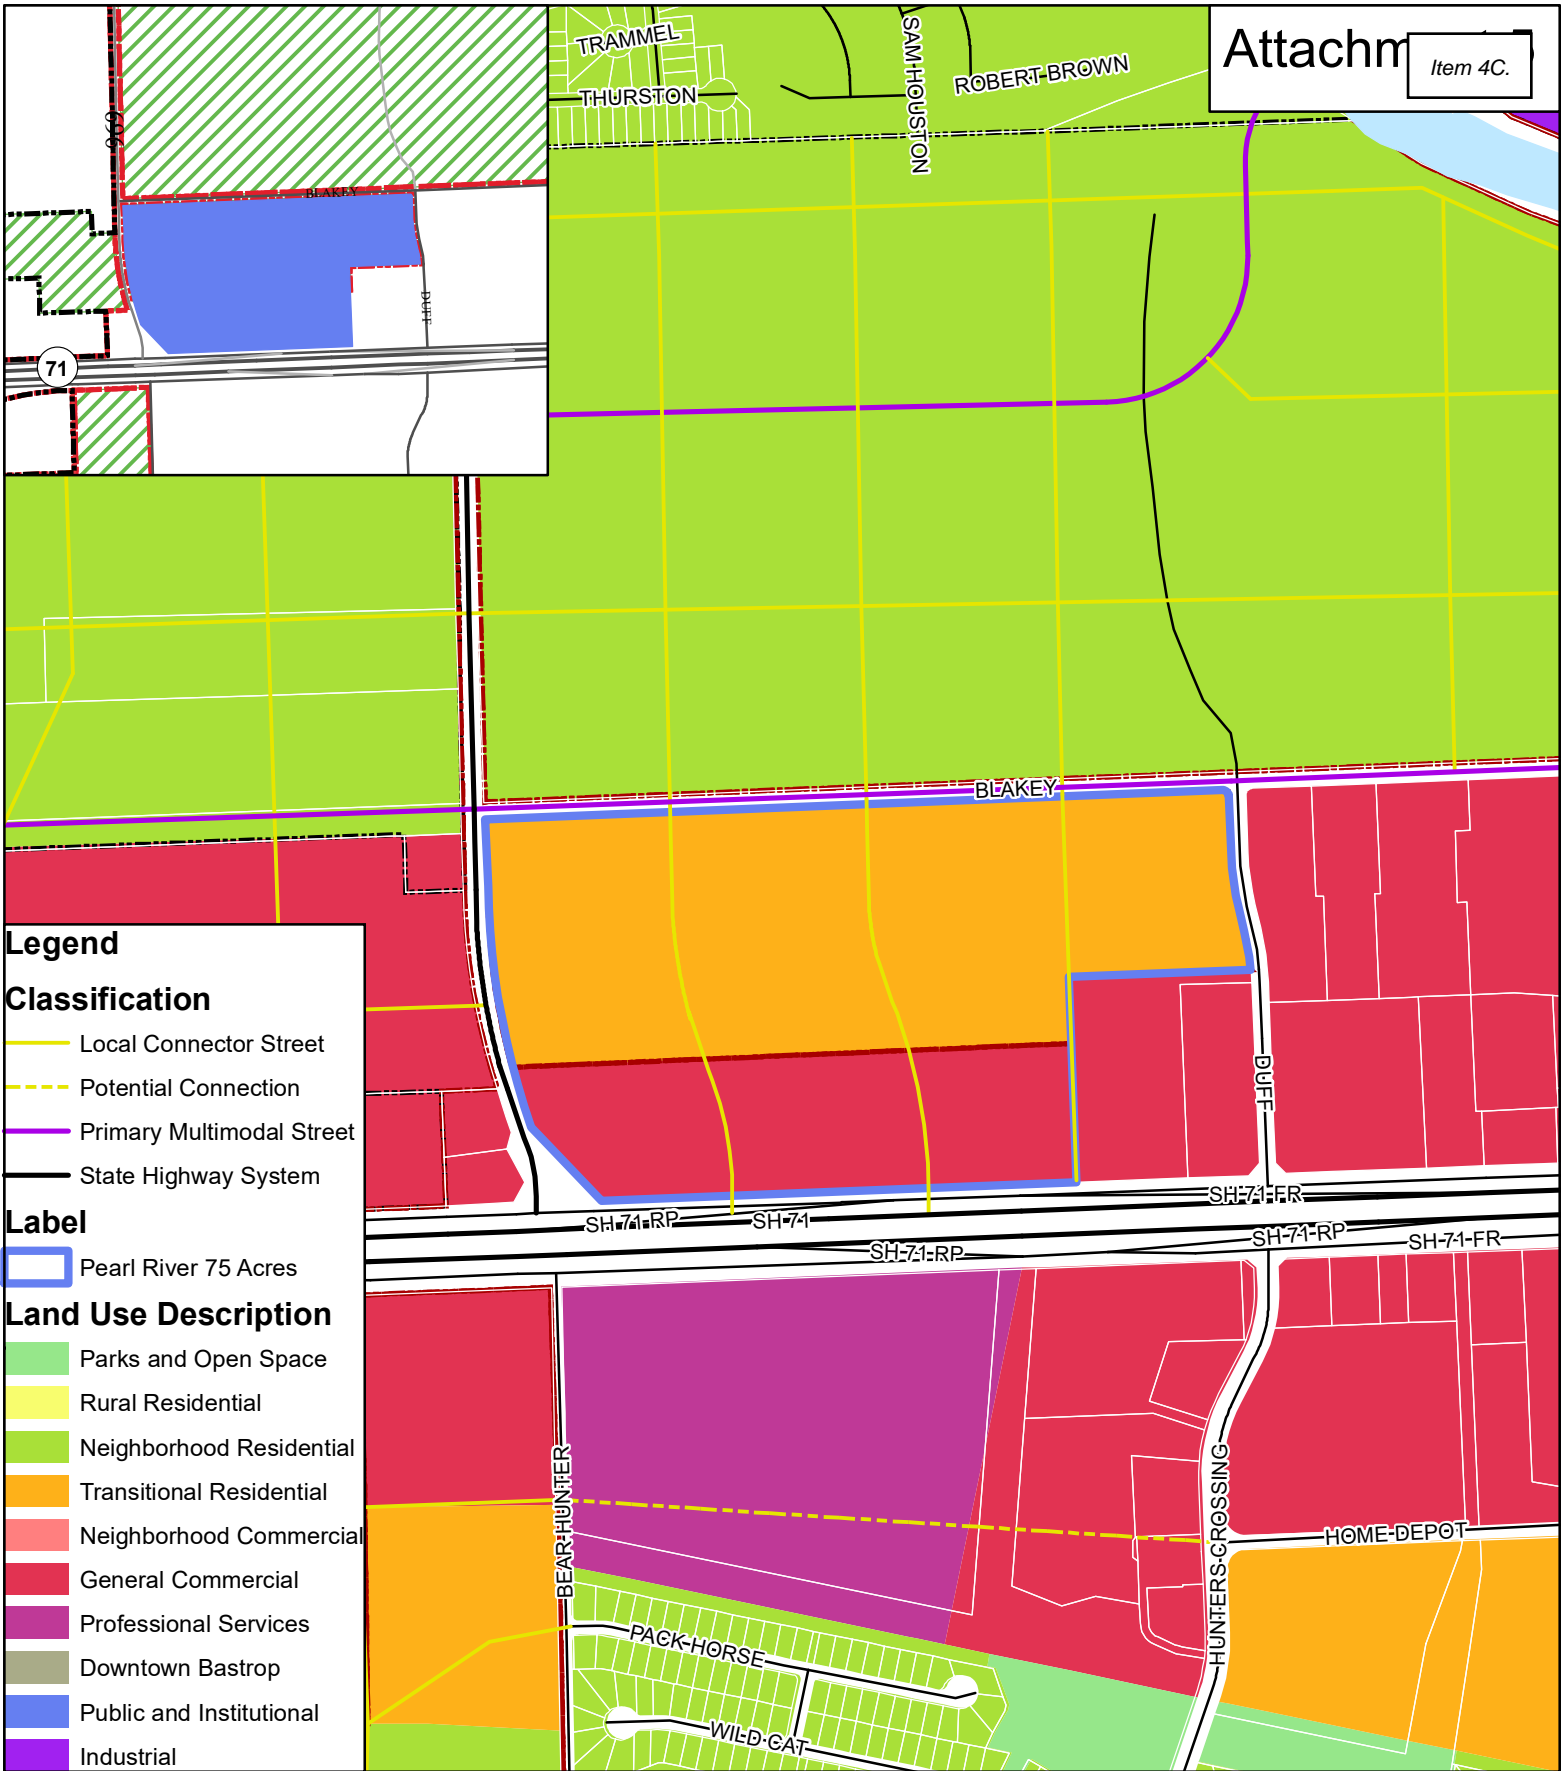 TRAMMEL
THURSTON
SAM HOUSTON
ROBERT BROWN
Attachm
Item 4C.
969
BLAKEY
DUFF
71
BLAKEY
DUFF
SH 71 FR
SH 71 RP
SH 71
SH 71 RP
SH 71 RP
SH 71 FR
BEAR HUNTER
HUNTERS CROSSING
HOME DEPOT
PACK HORSE
WILD CAT
Legend
Classification
Local Connector Street
Potential Connection
Primary Multimodal Street
State Highway System
Label
Pearl River 75 Acres
Land Use Description
Parks and Open Space
Rural Residential
Neighborhood Residential
Transitional Residential
Neighborhood Commercial
General Commercial
Professional Services
Downtown Bastrop
Public and Institutional
Industrial